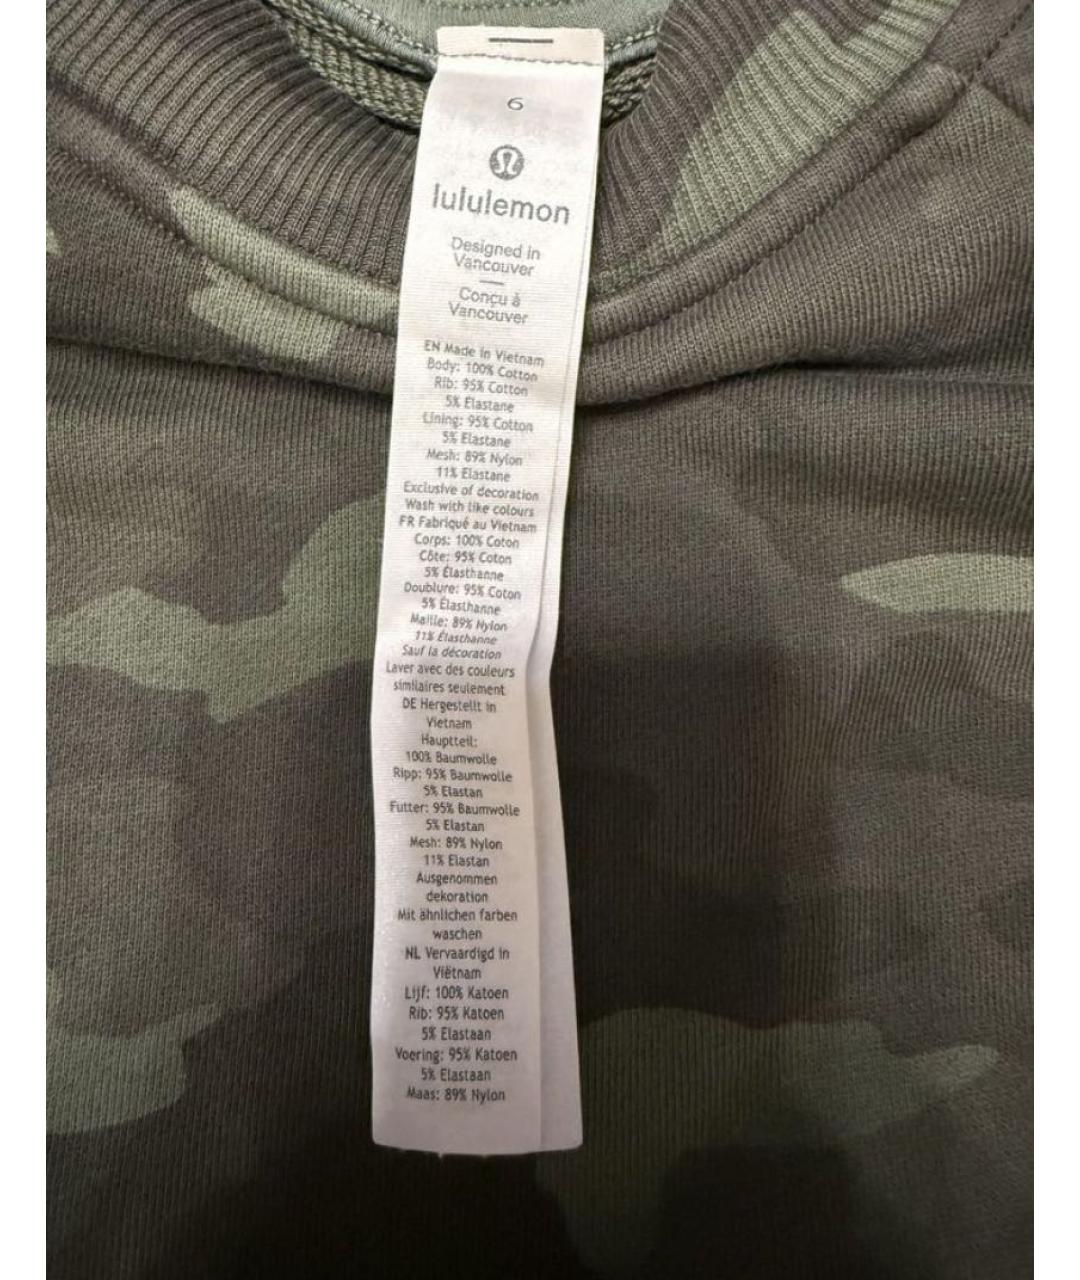 6
lululemon
Designed in
Vancouver
Conçu à
Vancouver
EN Made in Vietnam
Body: 100% Cotton
Rib: 95% Cotton
5% Elastane
Lining: 95% Cotton
5% Elastane
Mesh: 89% Nylon
11% Elastane
Exclusive of decoration
Wash with like colours
FR Fabriqué au Vietnam
Corps: 100% Coton
Côte: 95% Coton
5% Élasthanne
Doublure: 95% Coton
5% Élasthanne
Maille: 89% Nylon
11% Élasthanne
Sauf la décoration
Laver avec des couleurs
similaires seulement
DE Hergestellt in
Vietnam
Hauptteil:
100% Baumwolle
Ripp: 95% Baumwolle
5% Elastan
Futter: 95% Baumwolle
5% Elastan
Mesh: 89% Nylon
11% Elastan
Ausgenommen
dekoration
Mit ähnlichen farben
waschen
NL Vervaardigd in
Viëtnam
Lijf: 100% Katoen
Rib: 95% Katoen
5% Elastaan
Voering: 95% Katoen
5% Elastaan
Maas: 89% Nylon